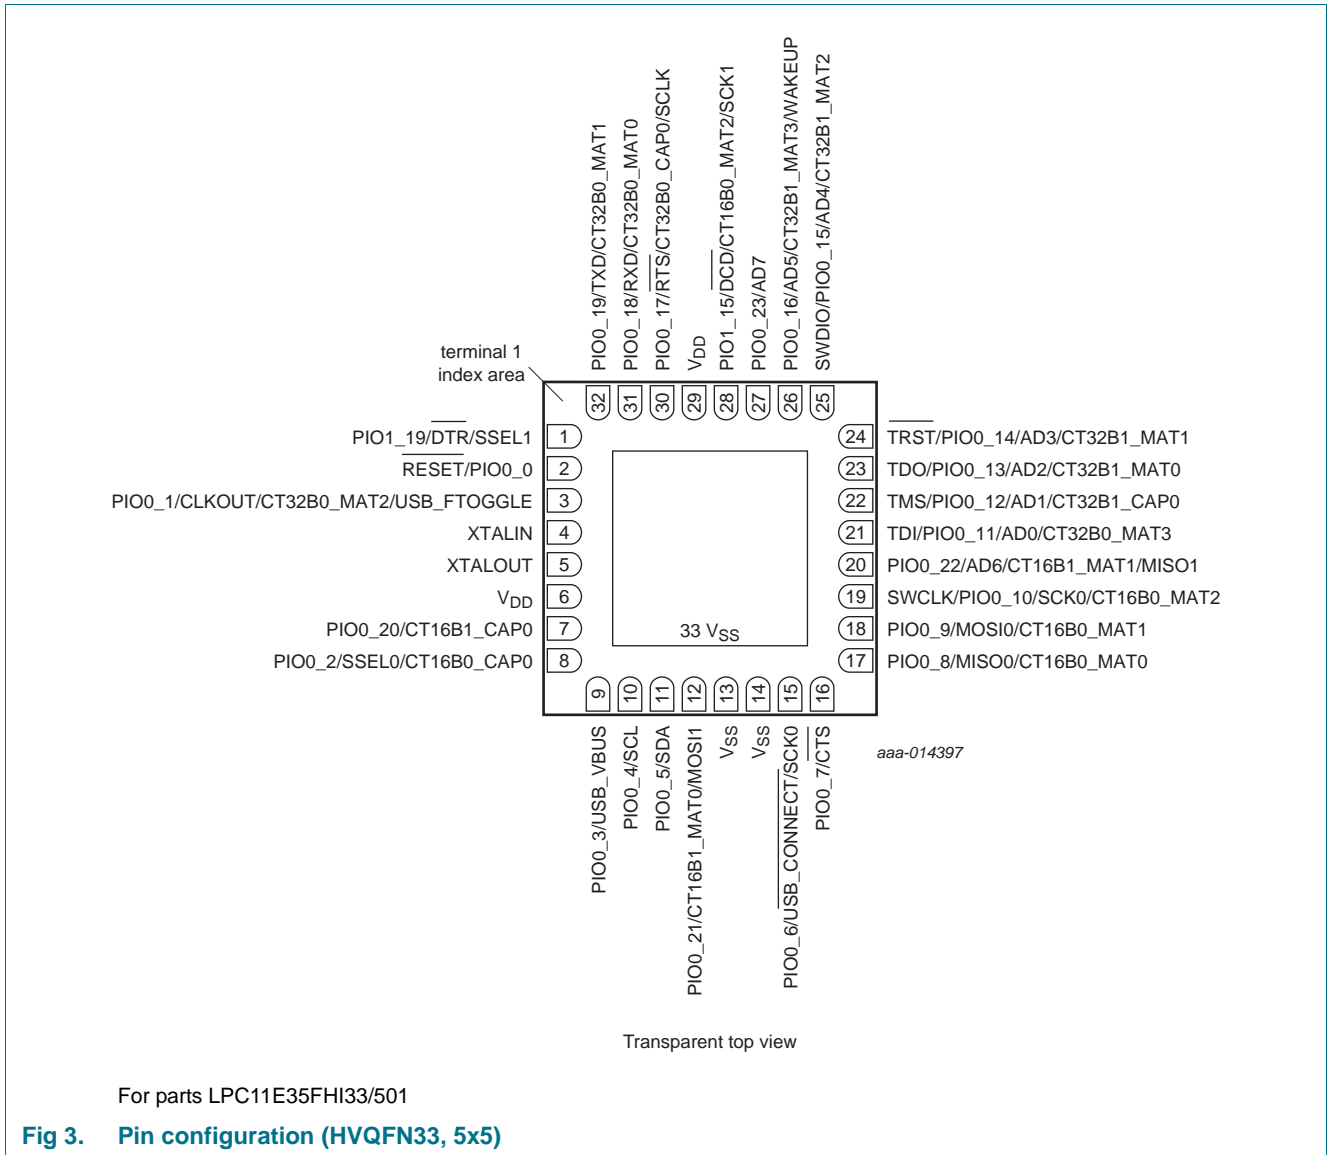 PIO0_19/TXD/CT32B0_MAT1
PIO0_18/RXD/CT32B0_MAT0
PIO0_17/RTS/CT32B0_CAP0/SCLK
VDD
PIO1_15/DCD/CT16B0_MAT2/SCK1
PIO0_23/AD7
PIO0_16/AD5/CT32B1_MAT3/WAKEUP
SWDIO/PIO0_15/AD4/CT32B1_MAT2
terminal 1
index area
32
31
30
29
28
27
26
25
PIO1_19/DTR/SSEL1
1
RESET/PIO0_0
2
PIO0_1/CLKOUT/CT32B0_MAT2/USB_FTOGGLE
3
XTALIN
4
XTALOUT
5
VDD
6
PIO0_20/CT16B1_CAP0
7
PIO0_2/SSEL0/CT16B0_CAP0
8
24
TRST/PIO0_14/AD3/CT32B1_MAT1
23
TDO/PIO0_13/AD2/CT32B1_MAT0
22
TMS/PIO0_12/AD1/CT32B1_CAP0
21
TDI/PIO0_11/AD0/CT32B0_MAT3
20
PIO0_22/AD6/CT16B1_MAT1/MISO1
19
SWCLK/PIO0_10/SCK0/CT16B0_MAT2
18
PIO0_9/MOSI0/CT16B0_MAT1
17
PIO0_8/MISO0/CT16B0_MAT0
33 VSS
9
10
11
12
13
14
15
16
PIO0_3/USB_VBUS
PIO0_4/SCL
PIO0_5/SDA
PIO0_21/CT16B1_MAT0/MOSI1
VSS
VSS
PIO0_6/USB_CONNECT/SCK0
PIO0_7/CTS
aaa-014397
Transparent top view
For parts LPC11E35FHI33/501
Fig 3. Pin configuration (HVQFN33, 5x5)